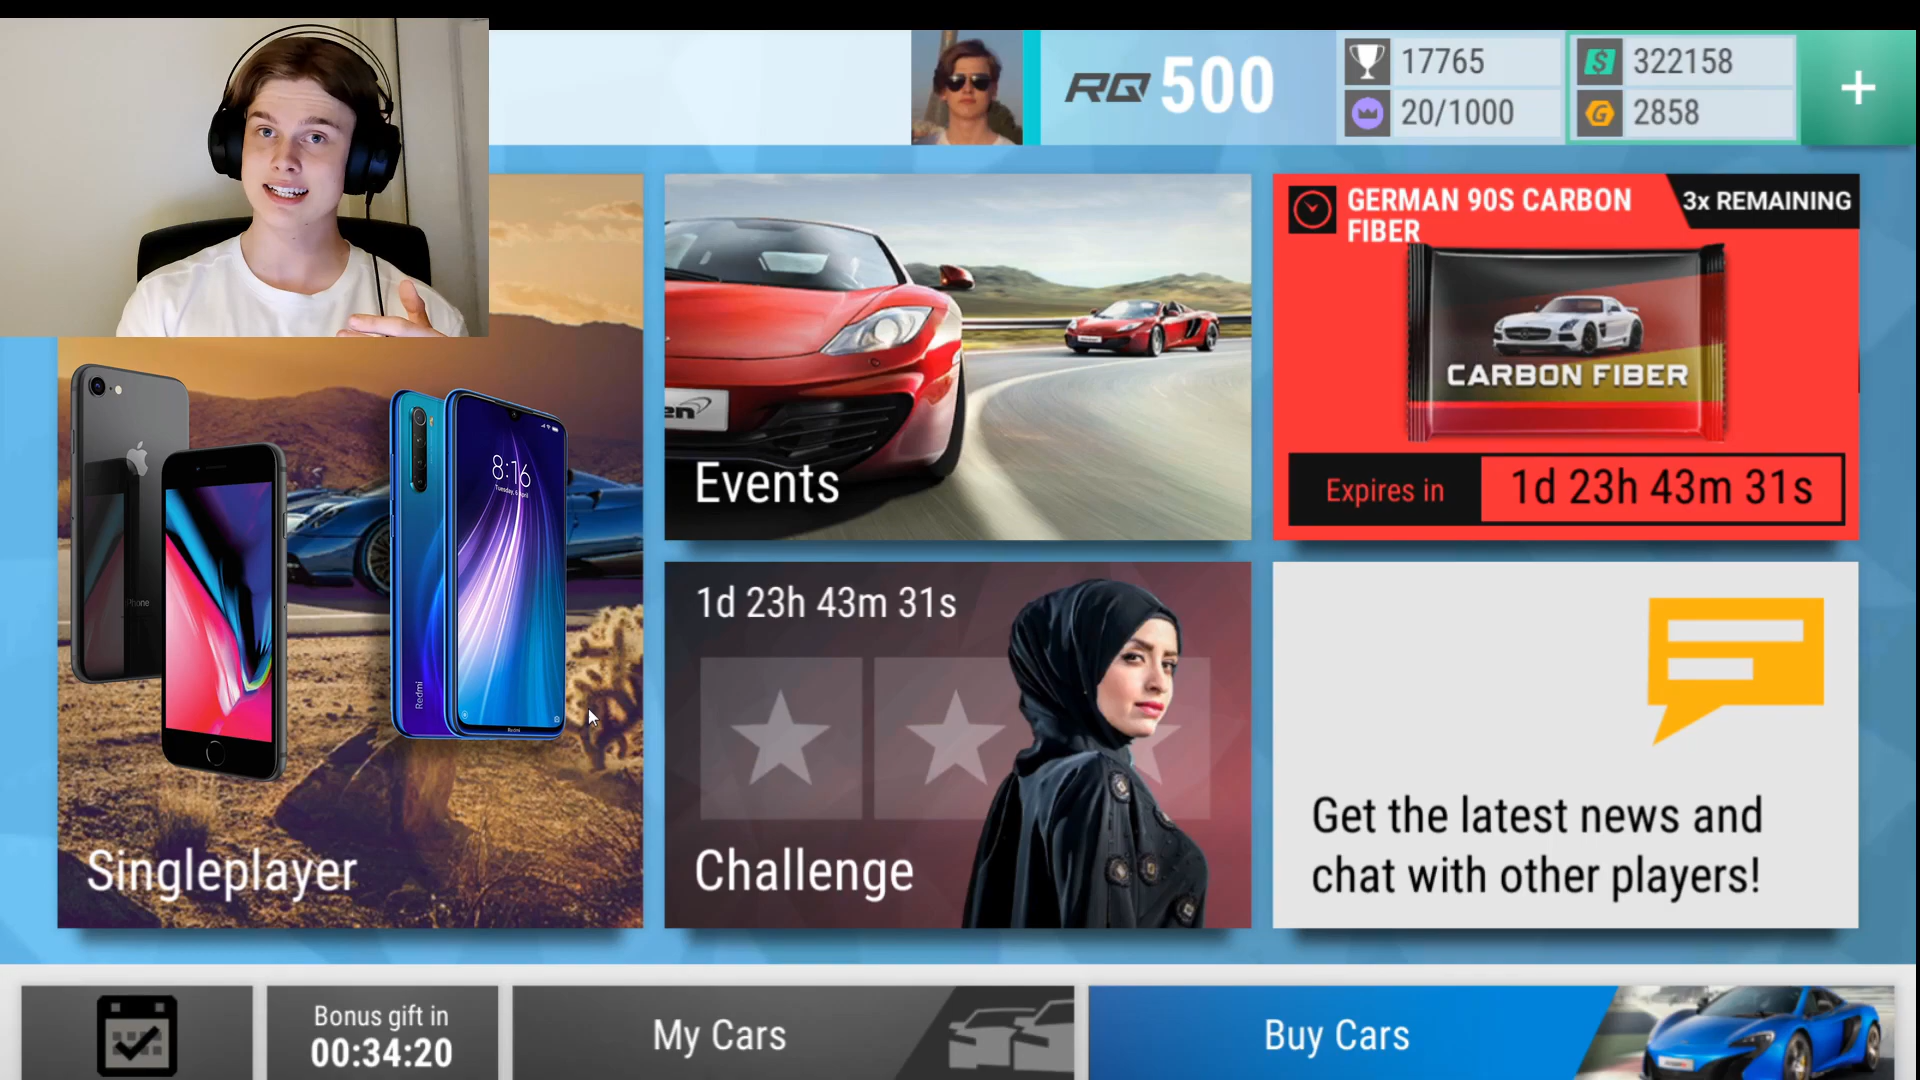 RQ 500
17765
20/1000
322158
2858
+
GERMAN 90S CARBON
FIBER
3x REMAINING
CARBON FIBER
Expires in
1d 23h 43m 31s
Events
8:16
iPhone
Redmi
Singleplayer
1d 23h 43m 31s
Challenge
Get the latest news and
chat with other players!
Bonus gift in
00:34:20
My Cars
Buy Cars